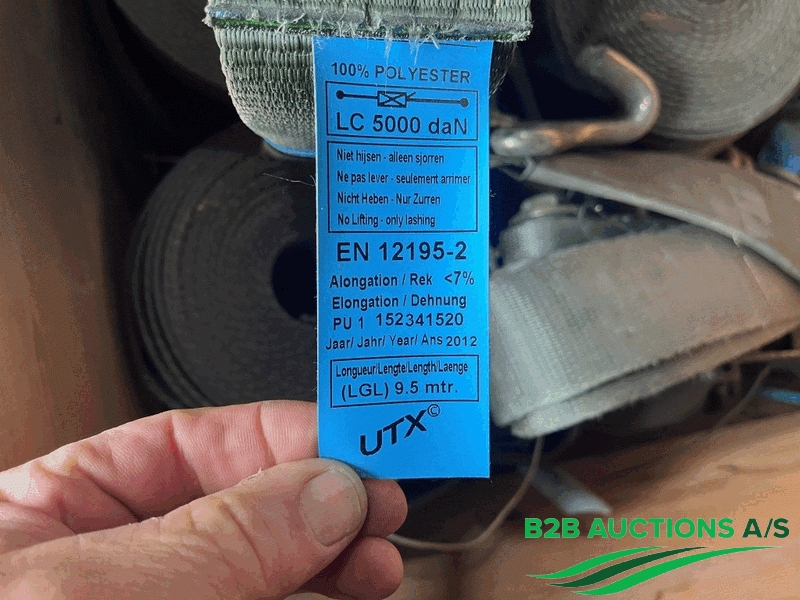 100% POLYESTER
LC 5000 daN
Niet hijsen - alleen sjorren
Ne pas lever - seulement arrimer
Nicht Heben - Nur Zurren
No Lifting - only lashing
EN 12195-2
Alongation / Rek <7%
Elongation / Dehnung
PU 1 152341520
Jaar/ Jahr/ Year/ Ans 2012
Longueur/Lengte/Length/Laenge
(LGL) 9.5 mtr.
UTX©
B2B AUCTIONS A/S